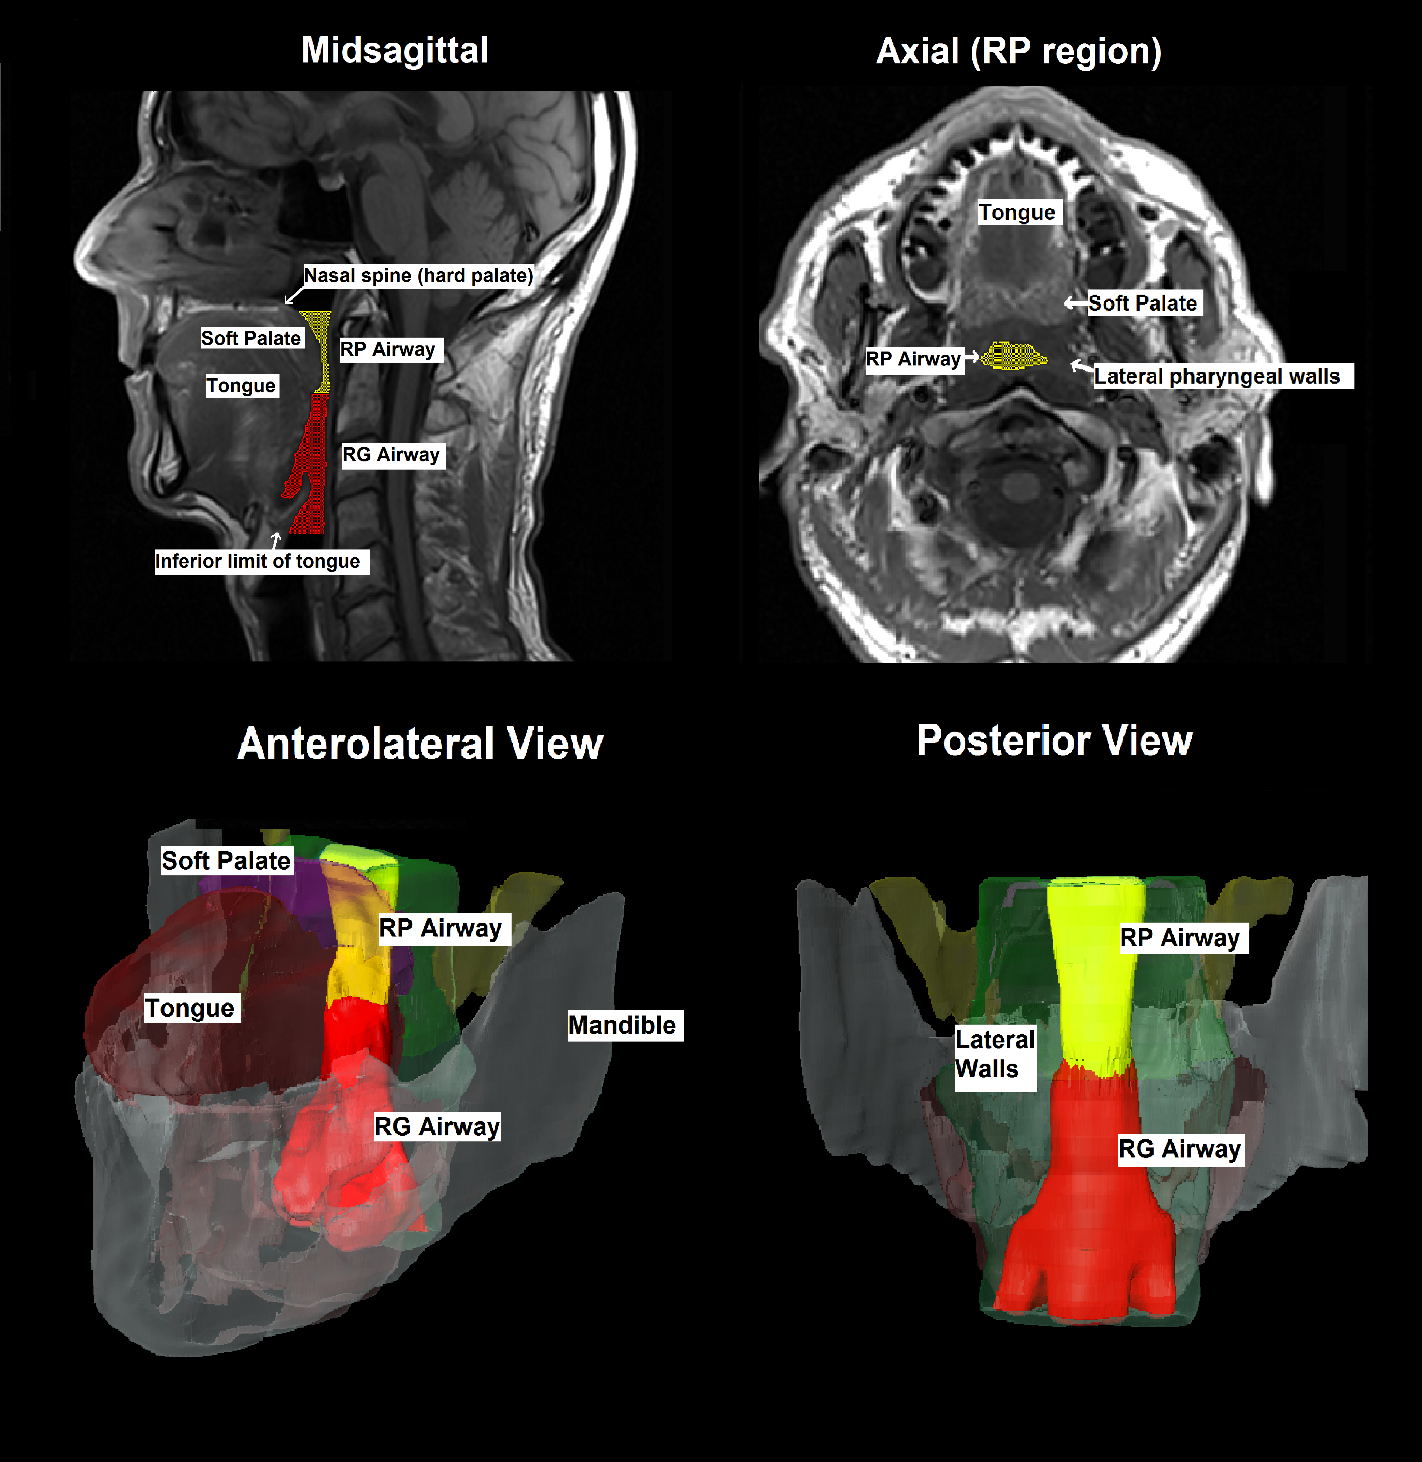 Midsagittal
Axial (RP region)
Nasal spine (hard palate)
Soft Palate
RP Airway
Tongue
RG Airway
Inferior limit of tongue
Tongue
Soft Palate
RP Airway
Lateral pharyngeal walls
Anterolateral View
Posterior View
Soft Palate
RP Airway
Tongue
Mandible
RG Airway
RP Airway
Lateral
Walls
RG Airway